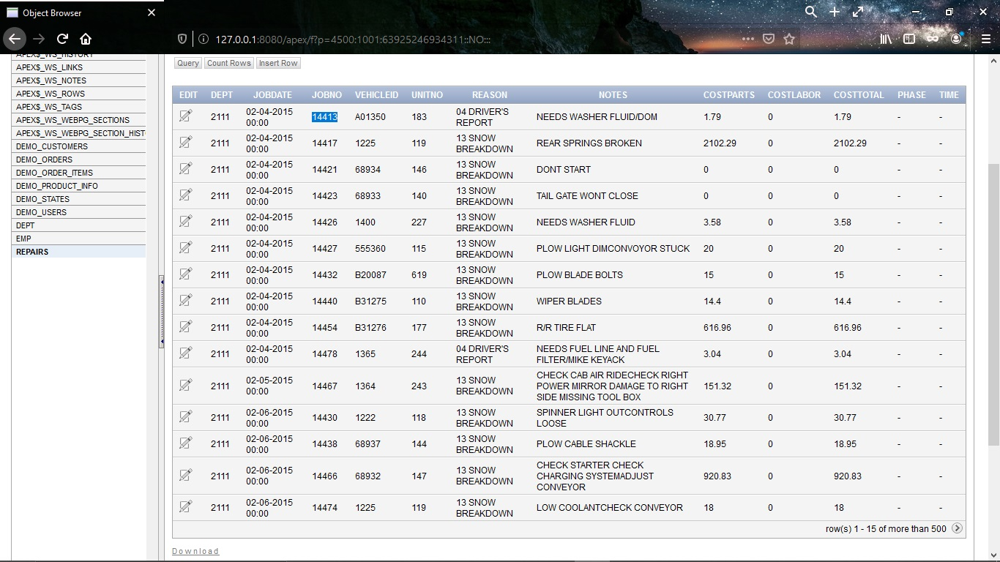 Object Browser
127.0.0.1:8080/apex/f?p=4500:1001:63925246934311::NO:::
APEX$_WS_HISTORY
APEX$_WS_LINKS
APEX$_WS_NOTES
APEX$_WS_ROWS
APEX$_WS_TAGS
APEX$_WS_WEBPG_SECTIONS
APEX$_WS_WEBPG_SECTION_HIST
DEMO_CUSTOMERS
DEMO_ORDERS
DEMO_ORDER_ITEMS
DEMO_PRODUCT_INFO
DEMO_STATES
DEMO_USERS
DEPT
EMP
REPAIRS
Query Count Rows Insert Row
EDIT DEPT JOBDATE JOBNO VEHICLEID UNITNO REASON NOTES COSTPARTS COSTLABOR COSTTOTAL PHASE TIME
2111 02-04-2015 00:00 14413 A01350 183 04 DRIVER'S REPORT NEEDS WASHER FLUID/DOM 1.79 0 1.79 - -
2111 02-04-2015 00:00 14417 1225 119 13 SNOW BREAKDOWN REAR SPRINGS BROKEN 2102.29 0 2102.29 - -
2111 02-04-2015 00:00 14421 68934 146 13 SNOW BREAKDOWN DONT START 0 0 0 - -
2111 02-04-2015 00:00 14423 68933 140 13 SNOW BREAKDOWN TAIL GATE WONT CLOSE 0 0 0 - -
2111 02-04-2015 00:00 14426 1400 227 13 SNOW BREAKDOWN NEEDS WASHER FLUID 3.58 0 3.58 - -
2111 02-04-2015 00:00 14427 555360 115 13 SNOW BREAKDOWN PLOW LIGHT DIMCONVOYOR STUCK 20 0 20 - -
2111 02-04-2015 00:00 14432 B20087 619 13 SNOW BREAKDOWN PLOW BLADE BOLTS 15 0 15 - -
2111 02-04-2015 00:00 14440 B31275 110 13 SNOW BREAKDOWN WIPER BLADES 14.4 0 14.4 - -
2111 02-04-2015 00:00 14454 B31276 177 13 SNOW BREAKDOWN R/R TIRE FLAT 616.96 0 616.96 - -
2111 02-04-2015 00:00 14478 1365 244 04 DRIVER'S REPORT NEEDS FUEL LINE AND FUEL FILTER/MIKE KEYACK 3.04 0 3.04 - -
2111 02-05-2015 00:00 14467 1364 243 13 SNOW BREAKDOWN CHECK CAB AIR RIDECHECK RIGHT POWER MIRROR DAMAGE TO RIGHT SIDE MISSING TOOL BOX 151.32 0 151.32 - -
2111 02-06-2015 00:00 14430 1222 118 13 SNOW BREAKDOWN SPINNER LIGHT OUTCONTROLS LOOSE 30.77 0 30.77 - -
2111 02-06-2015 00:00 14438 68937 144 13 SNOW BREAKDOWN PLOW CABLE SHACKLE 18.95 0 18.95 - -
2111 02-06-2015 00:00 14466 68932 147 13 SNOW BREAKDOWN CHECK STARTER CHECK CHARGING SYSTEMADJUST CONVEYOR 920.83 0 920.83 - -
2111 02-06-2015 00:00 14474 1225 119 13 SNOW BREAKDOWN LOW COOLANTCHECK CONVEYOR 18 0 18 - -
row(s) 1 - 15 of more than 500
Download